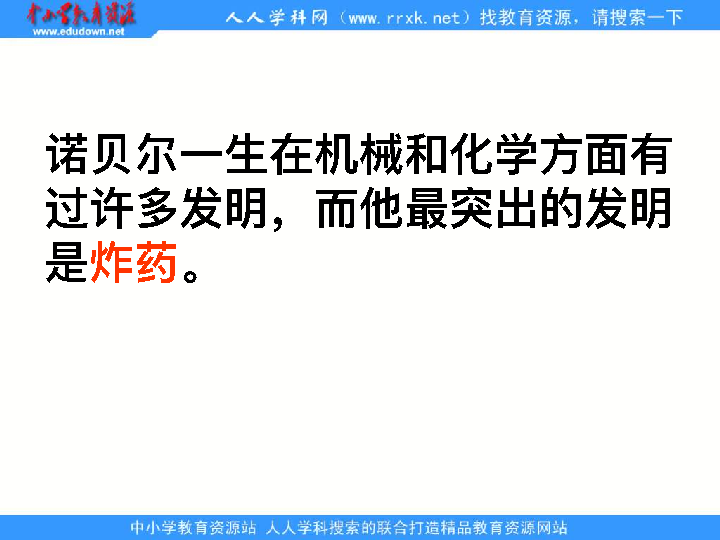 中小学教育资源
www.edudown.net
人人学科网（www.rrxk.net）找教育资源，请搜索一下
诺贝尔一生在机械和化学方面有
过许多发明，而他最突出的发明
是炸药。
中小学教育资源站 人人学科搜索的联合打造精品教育资源网站